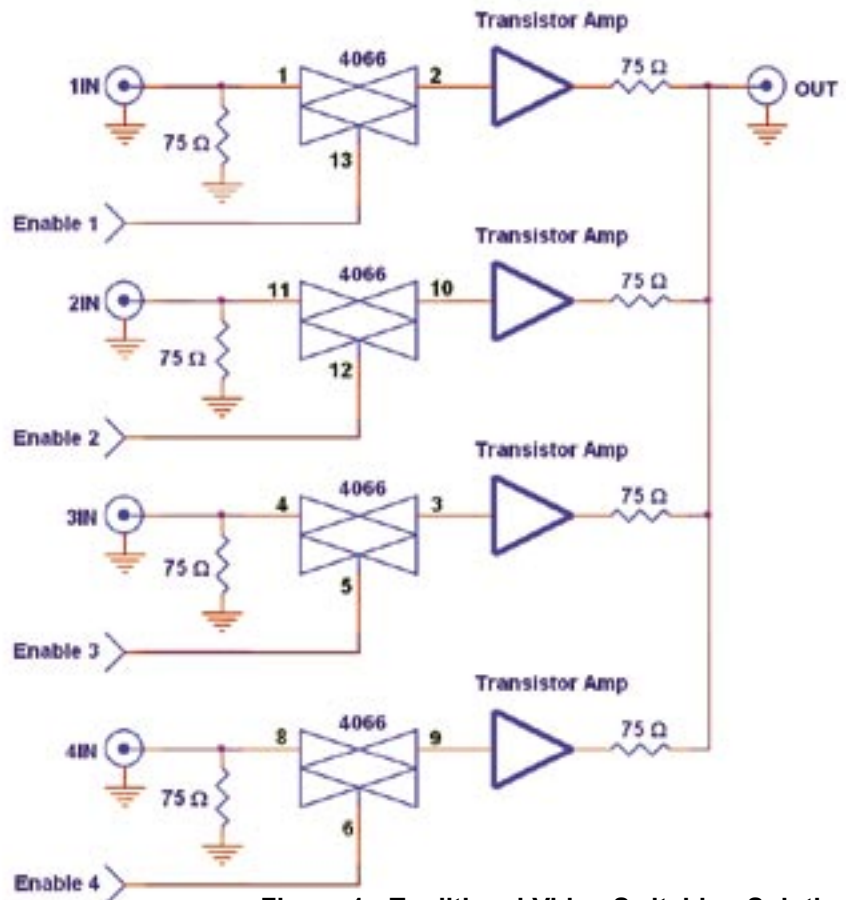 Transistor Amp
4066
75 Ω
1IN
1
2
OUT
75 Ω
13
Enable 1
Transistor Amp
4066
75 Ω
2IN
11
10
75 Ω
12
Enable 2
Transistor Amp
4066
75 Ω
3IN
4
3
75 Ω
5
Enable 3
Transistor Amp
4066
75 Ω
4IN
8
9
75 Ω
6
Enable 4